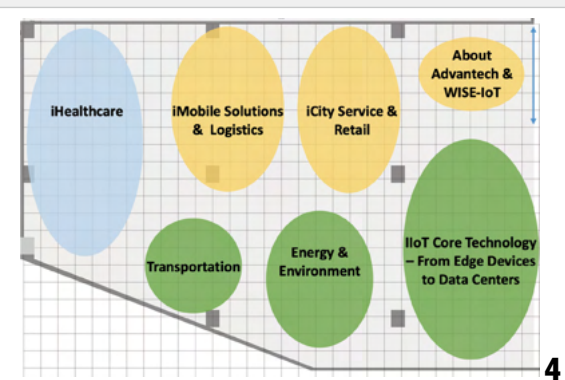 iHealthcare
iMobile Solutions
& Logistics
iCity Service &
Retail
About
Advantech &
WISE-IoT
Transportation
Energy &
Environment
IIoT Core Technology
– From Edge Devices
to Data Centers
4